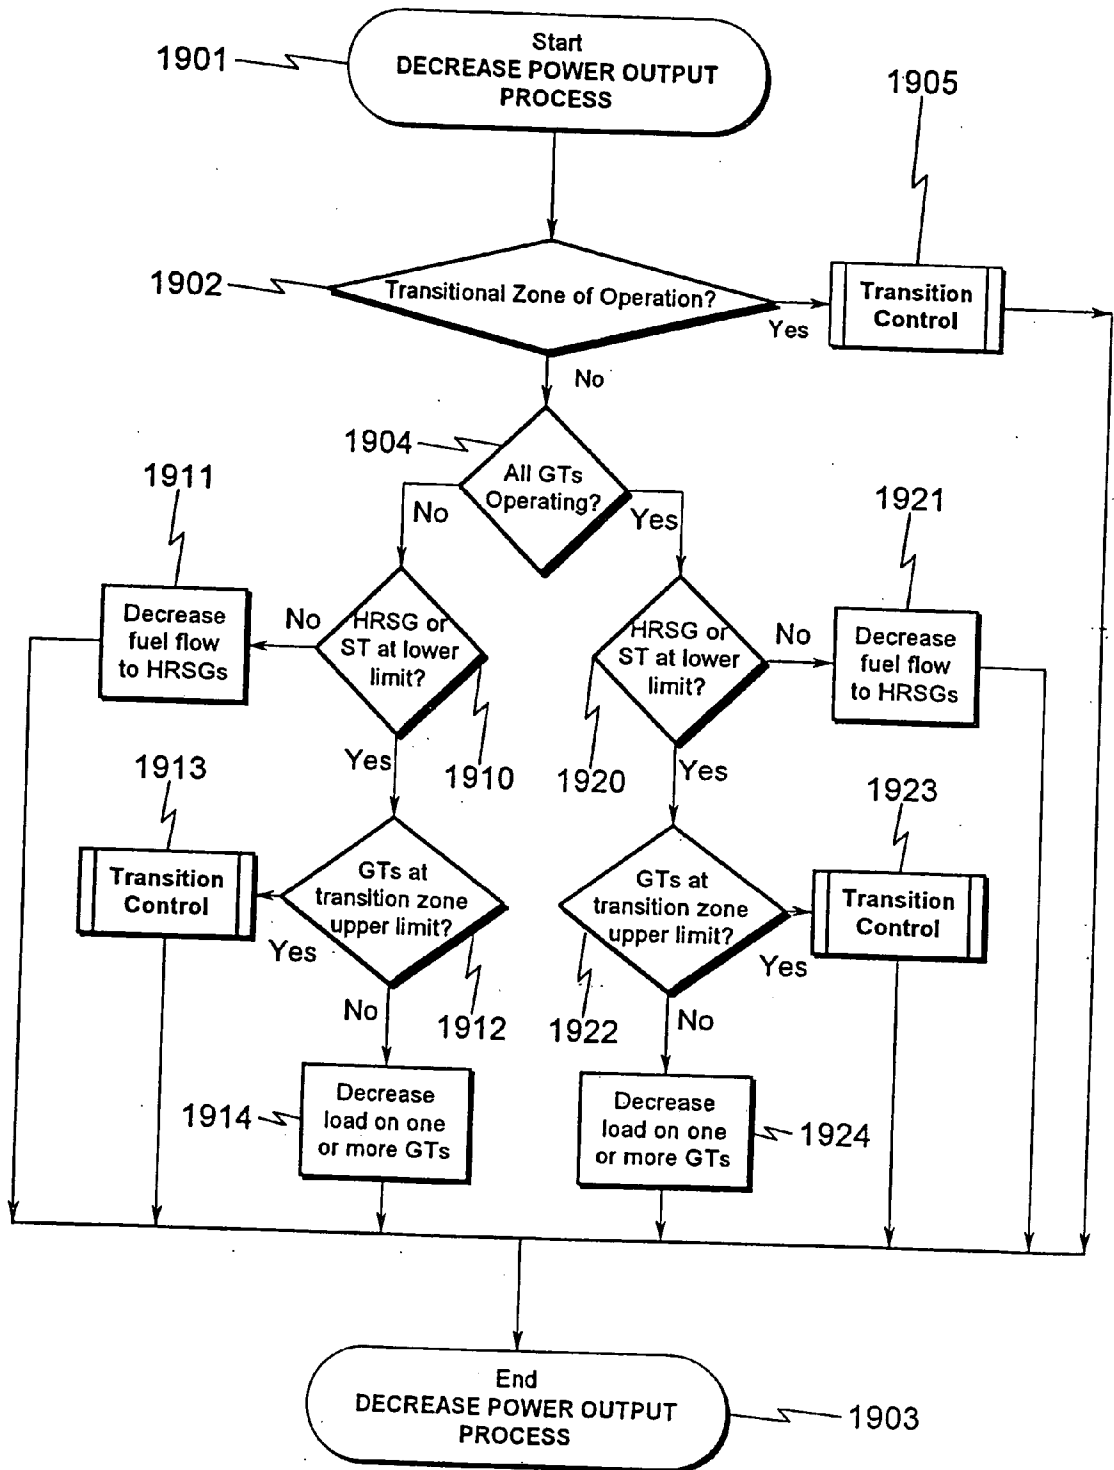 Start
DECREASE POWER OUTPUT
PROCESS
1901
1905
1902
Transitional Zone of Operation?
Yes
Transition
Control
No
1904
All GTs
Operating?
No
Yes
1911
1921
Decrease
fuel flow
to HRSGs
No
HRSG or
ST at lower
limit?
HRSG or
ST at lower
limit?
No
Decrease
fuel flow
to HRSGs
Yes
1910
1920
Yes
1913
1923
Transition
Control
Yes
GTs at
transition zone
upper limit?
GTs at
transition zone
upper limit?
Yes
Transition
Control
No
1912
1922
No
1914
Decrease
load on one
or more GTs
Decrease
load on one
or more GTs
1924
End
DECREASE POWER OUTPUT
PROCESS
1903